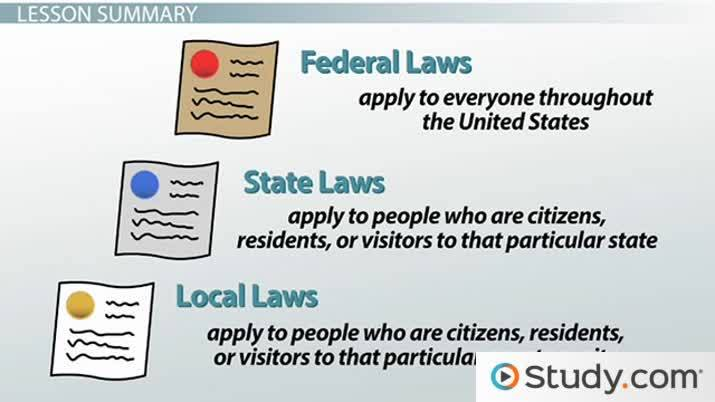 LESSON SUMMARY
Federal Laws
apply to everyone throughout
the United States
State Laws
apply to people who are citizens,
residents, or visitors to that particular state
Local Laws
apply to people who are citizens, residents,
or visitors to that particular
Study.com